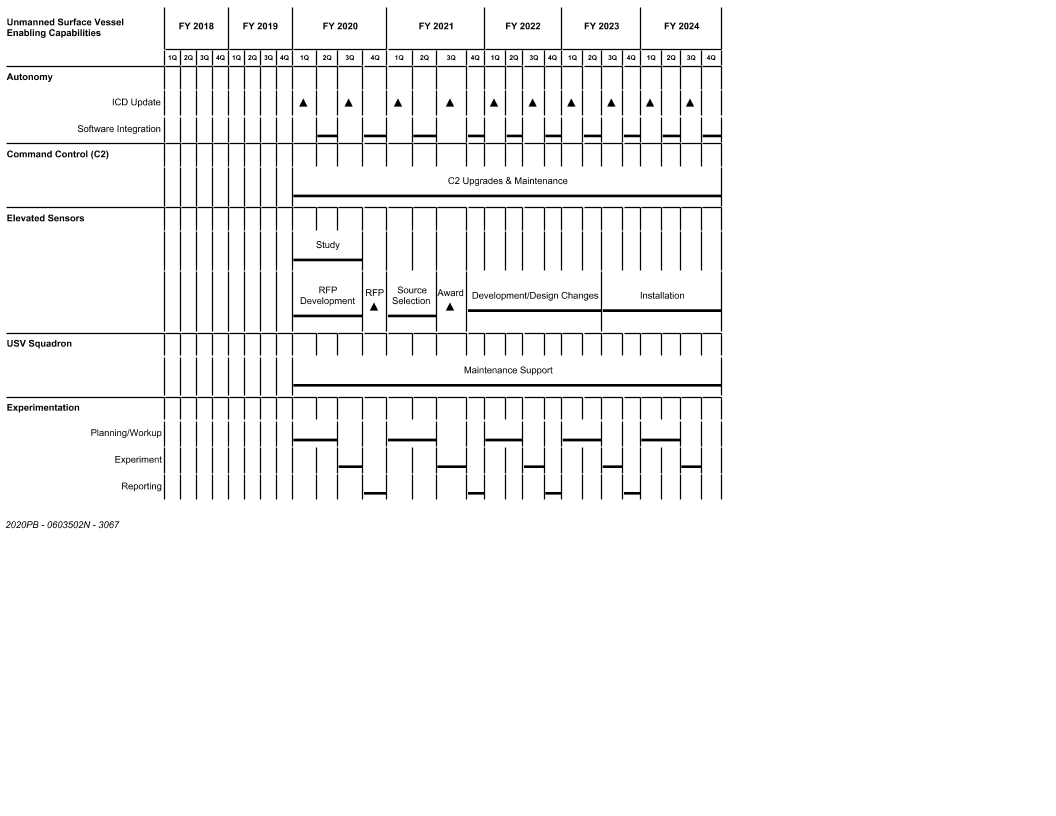 Unmanned Surface Vessel
Enabling Capabilities
FY 2018 FY 2019 FY 2020 FY 2021 FY 2022 FY 2023 FY 2024
1Q 2Q 3Q 4Q 1Q 2Q 3Q 4Q 1Q 2Q 3Q 4Q 1Q 2Q 3Q 4Q 1Q 2Q 3Q 4Q 1Q 2Q 3Q 4Q 1Q 2Q 3Q 4Q
Autonomy
ICD Update
Software Integration
Command Control (C2)
C2 Upgrades & Maintenance
Elevated Sensors
Study
RFP
Development
RFP
Source
Selection
Award
Development/Design Changes
Installation
USV Squadron
Maintenance Support
Experimentation
Planning/Workup
Experiment
Reporting
2020PB - 0603502N - 3067